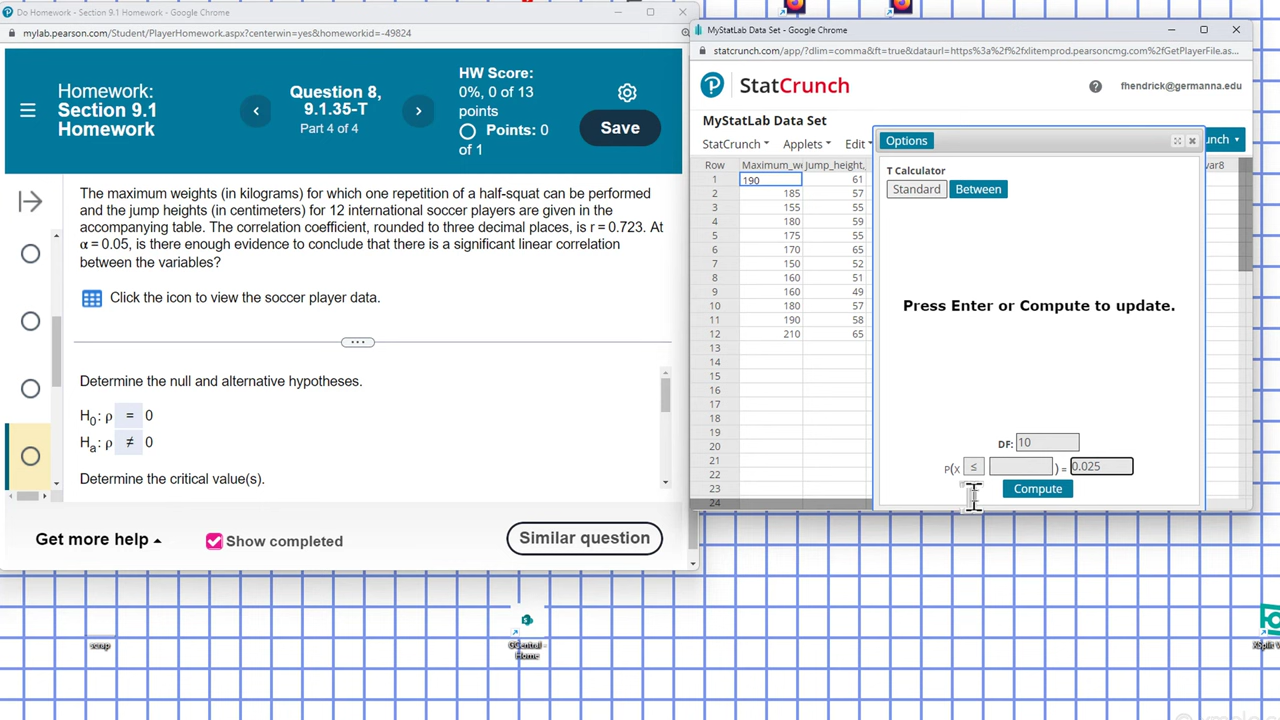 Do Homework - Section 9.1 Homework - Google Chrome
mylab.pearson.com/Student/PlayerHomework.aspx?centerwin=yes&homeworkid=-49824
Homework:
Section 9.1
Homework
Question 8,
9.1.35-T
Part 4 of 4
HW Score:
0%, 0 of 13
points
Points: 0
of 1
Save
The maximum weights (in kilograms) for which one repetition of a half-squat can be performed
and the jump heights (in centimeters) for 12 international soccer players are given in the
accompanying table. The correlation coefficient, rounded to three decimal places, is r = 0.723. At
α = 0.05, is there enough evidence to conclude that there is a significant linear correlation
between the variables?
Click the icon to view the soccer player data.
Determine the null and alternative hypotheses.
H0: ρ = 0
Ha: ρ ≠ 0
Determine the critical value(s).
Get more help
Show completed
Similar question
MyStatLab Data Set - Google Chrome
statcrunch.com/app/?dlim=comma&ft=true&dataurl=https%3a%2f%2fxlitemprod.pearsoncmg.com%2fGetPlayerFile.as...
StatCrunch
fhendrick@germanna.edu
MyStatLab Data Set
StatCrunch Applets Edit
unch
Row Maximum_we Jump_height, var8
1 190 61
2 185 57
3 155 55
4 180 59
5 175 55
6 170 65
7 150 52
8 160 51
9 160 49
10 180 57
11 190 58
12 210 65
13
14
15
16
17
18
19
20
21
22
23
24
Options
T Calculator
Standard Between
Press Enter or Compute to update.
DF: 10
P(x ≤ ) = 0.025
Compute
scrap
GCentral -
Home
XSplit V